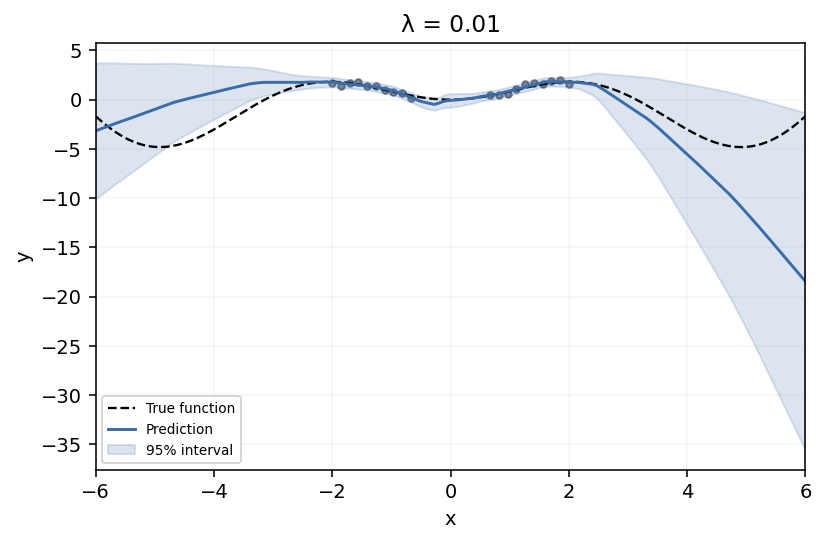 λ = 0.01
5
0
−5
−10
−15
−20
−25
−30
−35
y
True function
Prediction
95% interval
−6 −4 −2 0 2 4 6
x